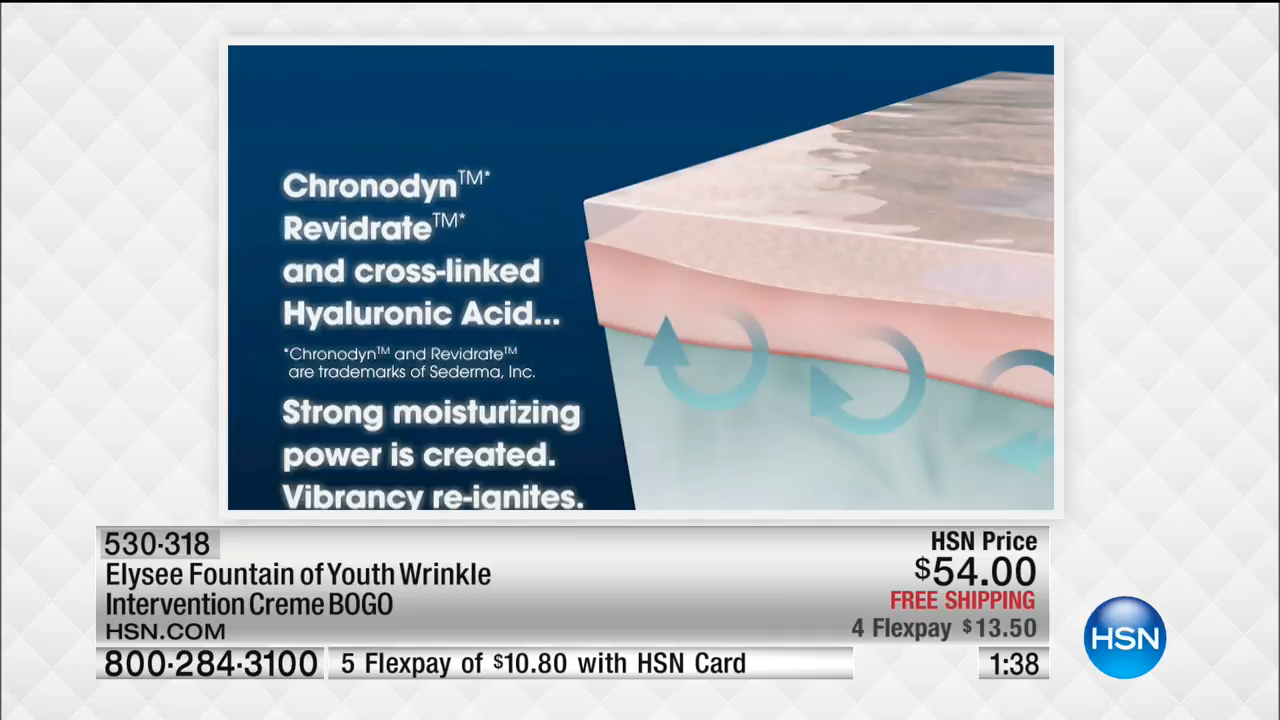 Chronodyn™*
Revidrate™*
and cross-linked
Hyaluronic Acid...
*Chronodyn™ and Revidrate™
are trademarks of Sederma, Inc.
Strong moisturizing
power is created.
Vibrancy re-ignites.
530-318
Elysee Fountain of Youth Wrinkle
Intervention Creme BOGO
HSN.COM
HSN Price
$54.00
FREE SHIPPING
4 Flexpay $13.50
800-284-3100
5 Flexpay of $10.80 with HSN Card
1:38
HSN